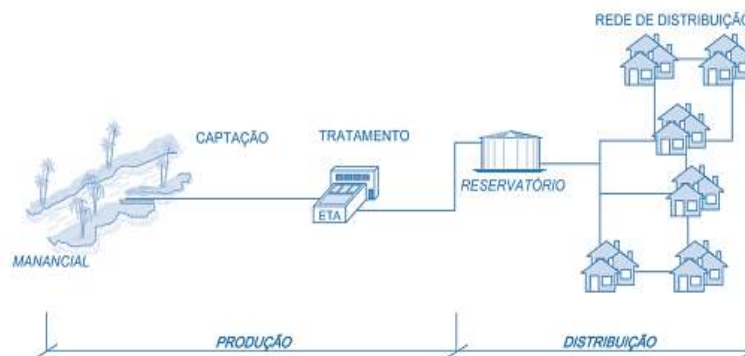 REDE DE DISTRIBUIÇÃO
CAPTAÇÃO
TRATAMENTO
RESERVATÓRIO
ETA
MANANCIAL
PRODUÇÃO
DISTRIBUIÇÃO